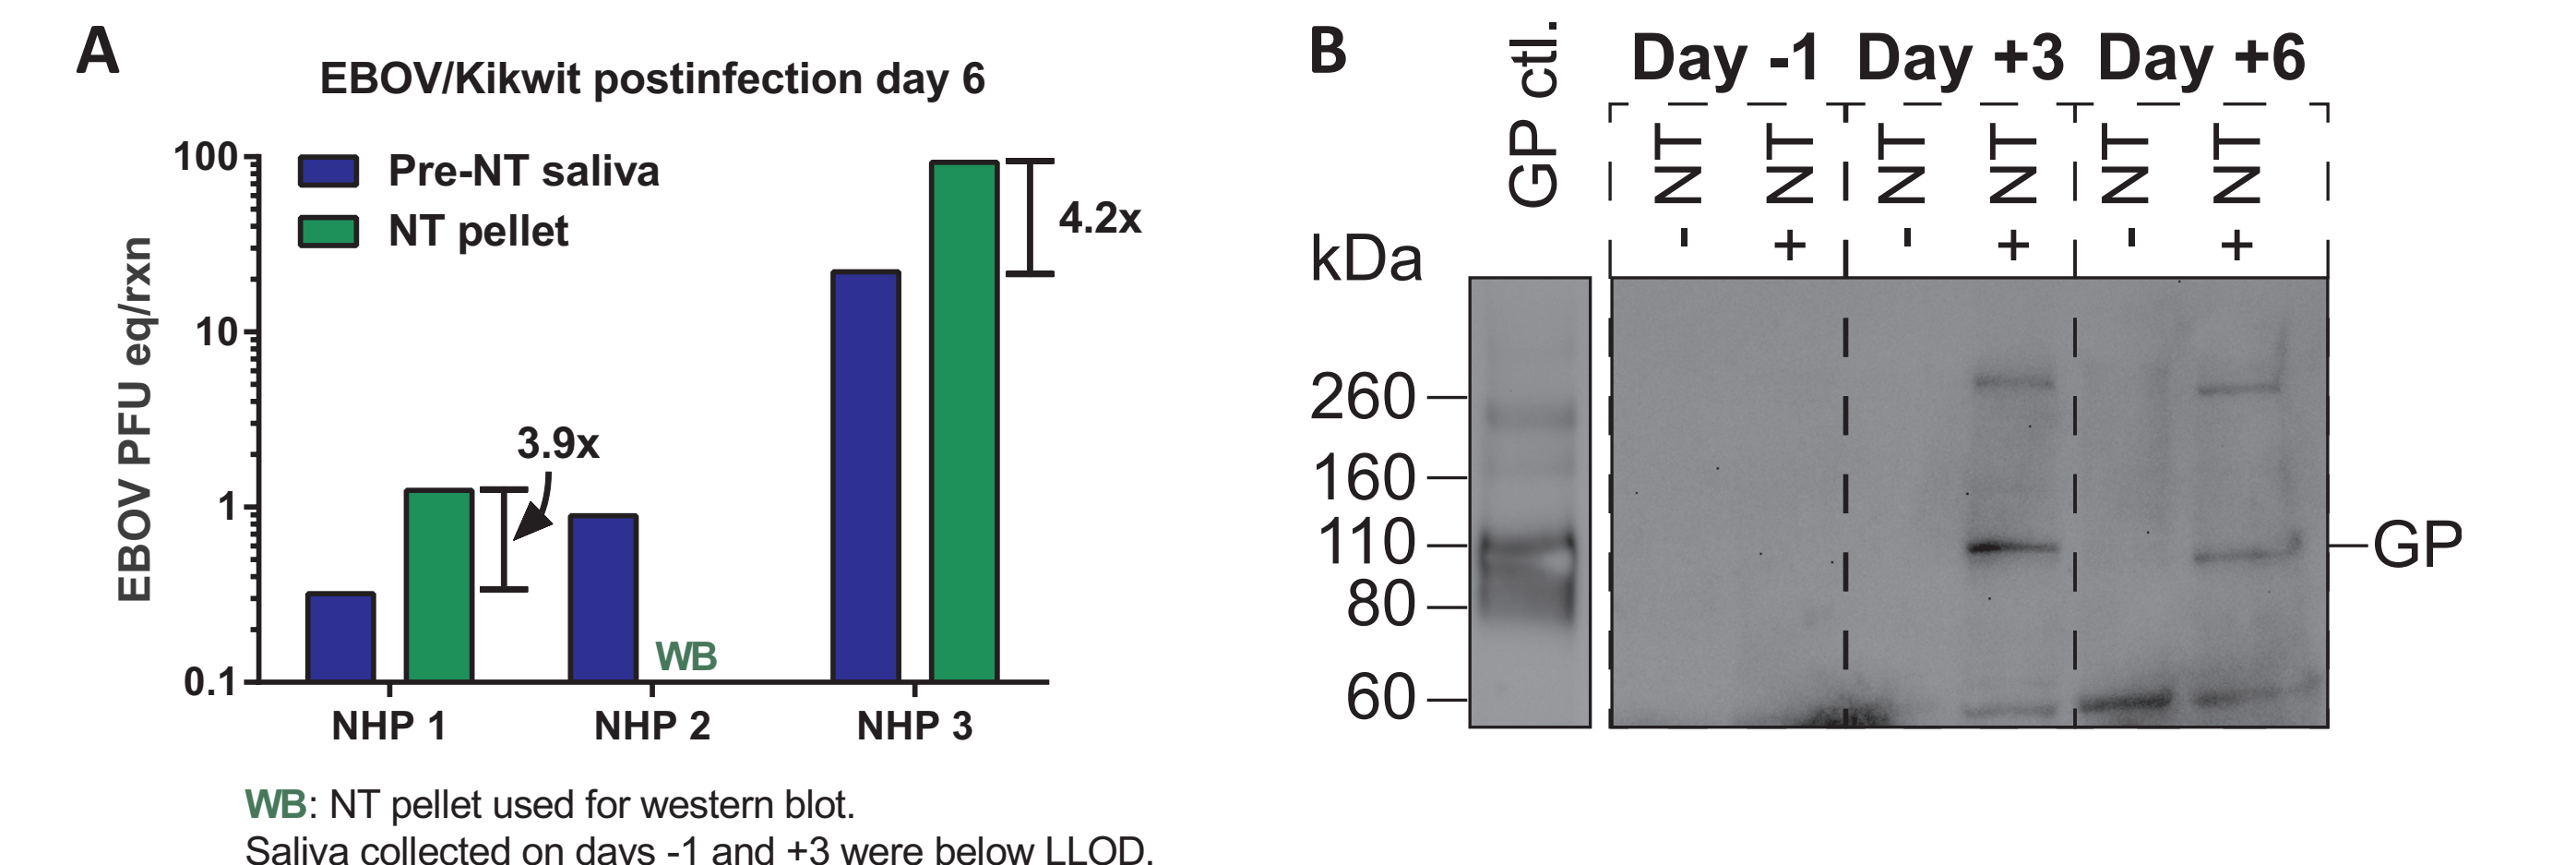 A
EBOV/Kikwit postinfection day 6
EBOV PFU eq/rxn
100
10
1
0.1
Pre-NT saliva
NT pellet
3.9x
4.2x
WB
NHP 1 NHP 2 NHP 3
WB: NT pellet used for western blot.
Saliva collected on days -1 and +3 were below LLOD.
B
GP ctl.
Day -1 Day +3 Day +6
- NT + NT - NT + NT - NT + NT
kDa
260
160
110
80
60
GP